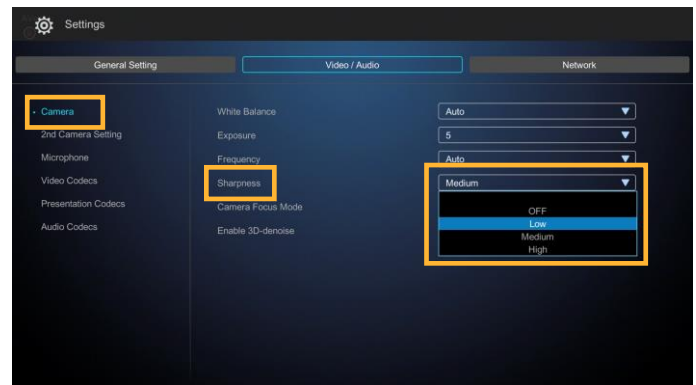 Settings
General Setting
Video / Audio
Network
Camera
2nd Camera Setting
Microphone
Video Codecs
Presentation Codecs
Audio Codecs
White Balance
Auto
Exposure
5
Frequency
Auto
Sharpness
Medium
Camera Focus Mode
Enable 3D-denoise
OFF
Low
Medium
High